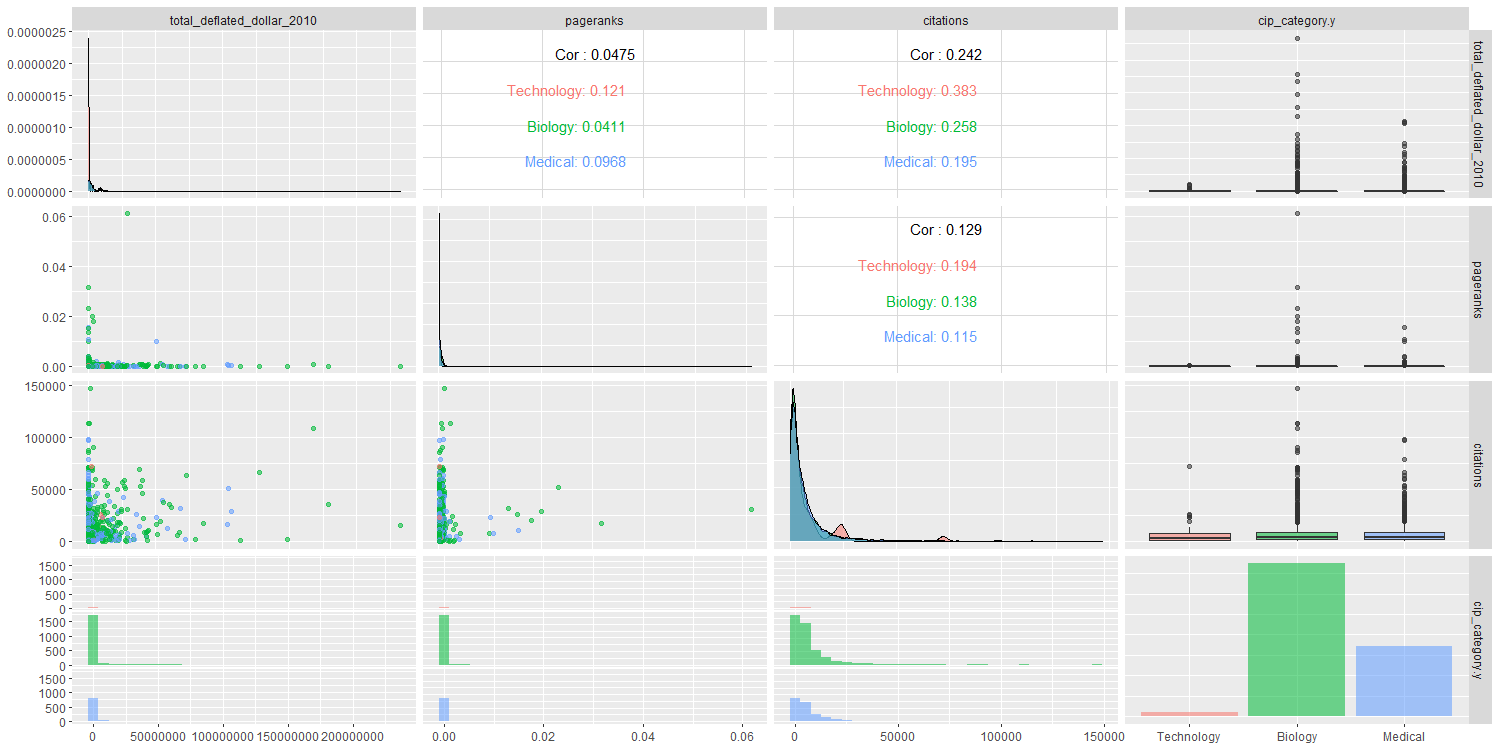 total_deflated_dollar_2010
pageranks
citations
cip_category.y
0.0000025
0.0000020
0.0000015
0.0000010
0.0000005
0.0000000
Cor : 0.0475
Technology: 0.121
Biology: 0.0411
Medical: 0.0968
Cor : 0.242
Technology: 0.383
Biology: 0.258
Medical: 0.195
total_deflated_dollar_2010
0.06
0.04
0.02
0.00
Cor : 0.129
Technology: 0.194
Biology: 0.138
Medical: 0.115
pageranks
150000
100000
50000
0
citations
1500
1000
500
0
1500
1000
500
0
1500
1000
500
0
cip_category.y
0 50000000 100000000 150000000 200000000
0.00 0.02 0.04 0.06
0 50000 100000 150000
Technology Biology Medical